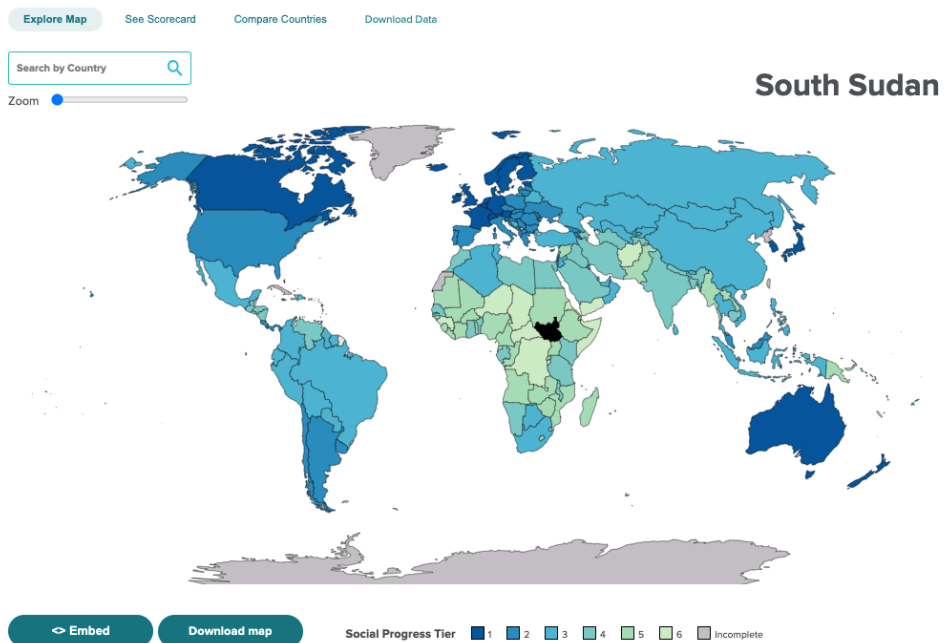 Explore Map See Scorecard Compare Countries Download Data
Search by Country
Zoom
South Sudan
<> Embed Download map Social Progress Tier 1 2 3 4 5 6 Incomplete